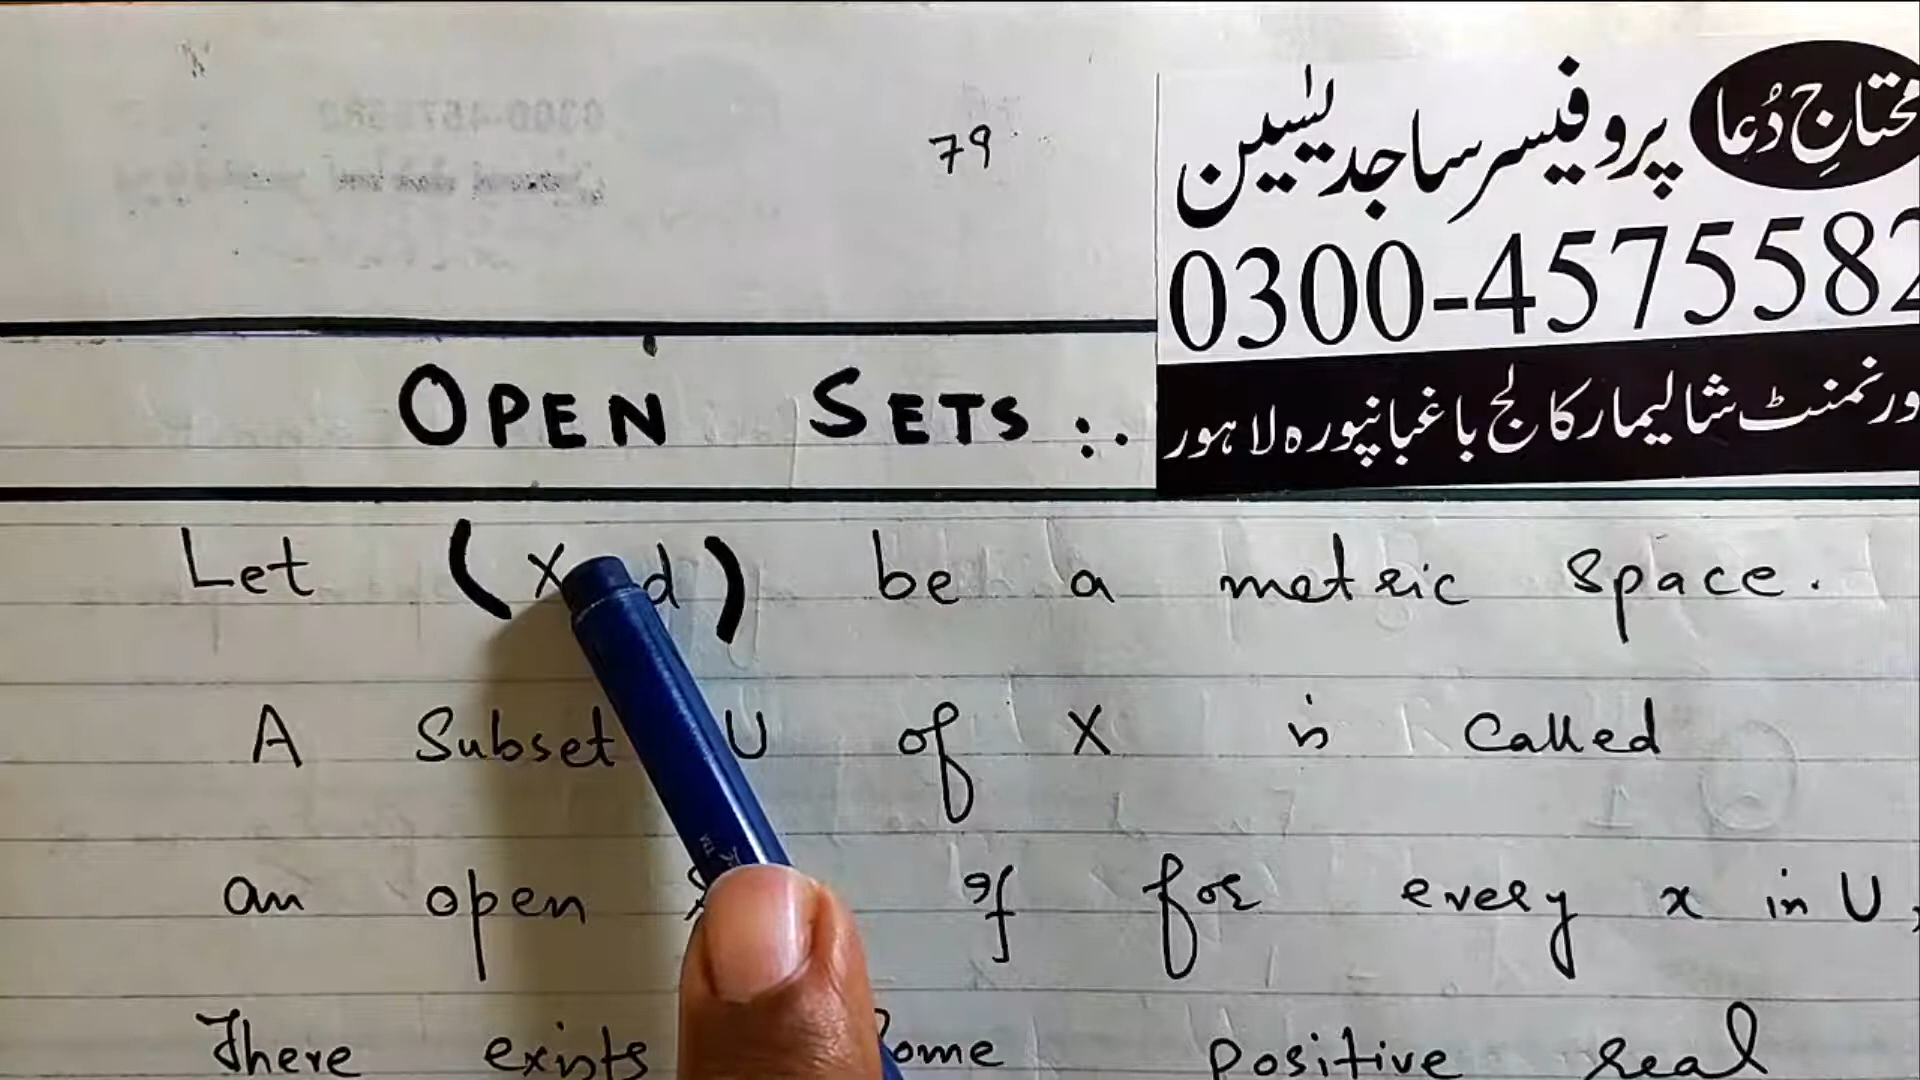 79
محتاجِ دُعا پروفیسر ساجد یٰسین
0300-4575582
ورنمنٹ شالیمار کالج باغبانپورہ لاہور
OPEN SETS :.
Let (X d) be a metric space.
A Subset U of X is Called
an open if for every x in U,
There exists some positive real